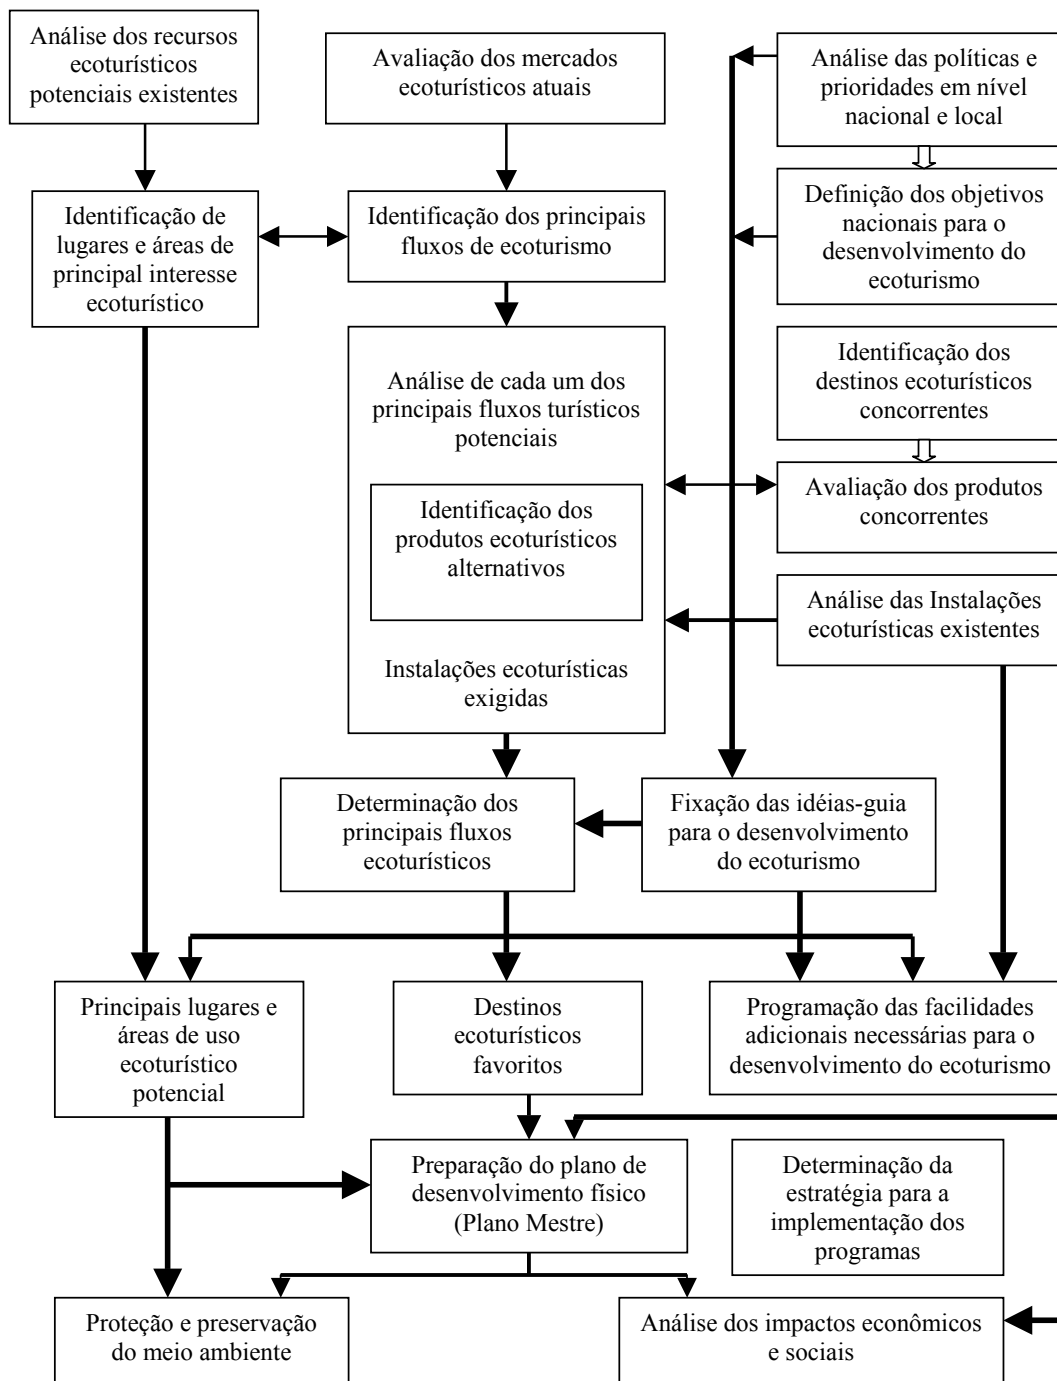 Análise dos recursos
ecoturísticos
potenciais existentes
Avaliação dos mercados
ecoturísticos atuais
Análise das políticas e
prioridades em nível
nacional e local
Identificação de
lugares e áreas de
principal interesse
ecoturístico
Identificação dos principais
fluxos de ecoturismo
Definição dos objetivos
nacionais para o
desenvolvimento do
ecoturismo
Análise de cada um dos
principais fluxos turísticos
potenciais
Identificação dos
produtos ecoturísticos
alternativos
Instalações ecoturísticas
exigidas
Identificação dos
destinos ecoturísticos
concorrentes
Avaliação dos produtos
concorrentes
Análise das Instalações
ecoturísticas existentes
Determinação dos
principais fluxos
ecoturísticos
Fixação das idéias-guia
para o desenvolvimento
do ecoturismo
Principais lugares e
áreas de uso
ecoturístico
potencial
Destinos
ecoturísticos
favoritos
Programação das facilidades
adicionais necessárias para o
desenvolvimento do ecoturismo
Preparação do plano de
desenvolvimento físico
(Plano Mestre)
Determinação da
estratégia para a
implementação dos
programas
Proteção e preservação
do meio ambiente
Análise dos impactos econômicos
e sociais